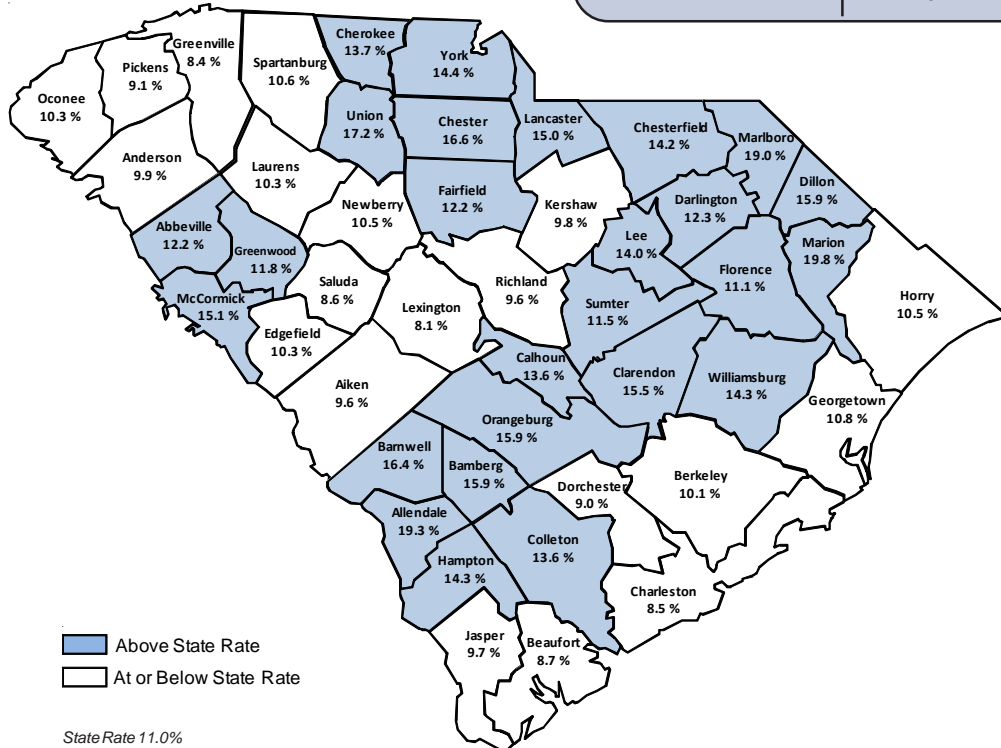 Cherokee
13.7 %
York
14.4 %
Greenville
8.4 %
Spartanburg
10.6 %
Pickens
9.1 %
Oconee
10.3 %
Union
17.2 %
Chester
16.6 %
Lancaster
15.0 %
Chesterfield
14.2 %
Marlboro
19.0 %
Anderson
9.9 %
Laurens
10.3 %
Dillon
15.9 %
Fairfield
12.2 %
Newberry
10.5 %
Kershaw
9.8 %
Darlington
12.3 %
Abbeville
12.2 %
Greenwood
11.8 %
Lee
14.0 %
Marion
19.8 %
Florence
11.1 %
Saluda
8.6 %
Richland
9.6 %
McCormick
15.1 %
Lexington
8.1 %
Sumter
11.5 %
Horry
10.5 %
Edgefield
10.3 %
Calhoun
13.6 %
Clarendon
15.5 %
Williamsburg
14.3 %
Aiken
9.6 %
Georgetown
10.8 %
Orangeburg
15.9 %
Barnwell
16.4 %
Bamberg
15.9 %
Berkeley
10.1 %
Dorchester
9.0 %
Allendale
19.3 %
Colleton
13.6 %
Hampton
14.3 %
Charleston
8.5 %
Jasper
9.7 %
Beaufort
8.7 %
Above State Rate
At or Below State Rate
State Rate 11.0%